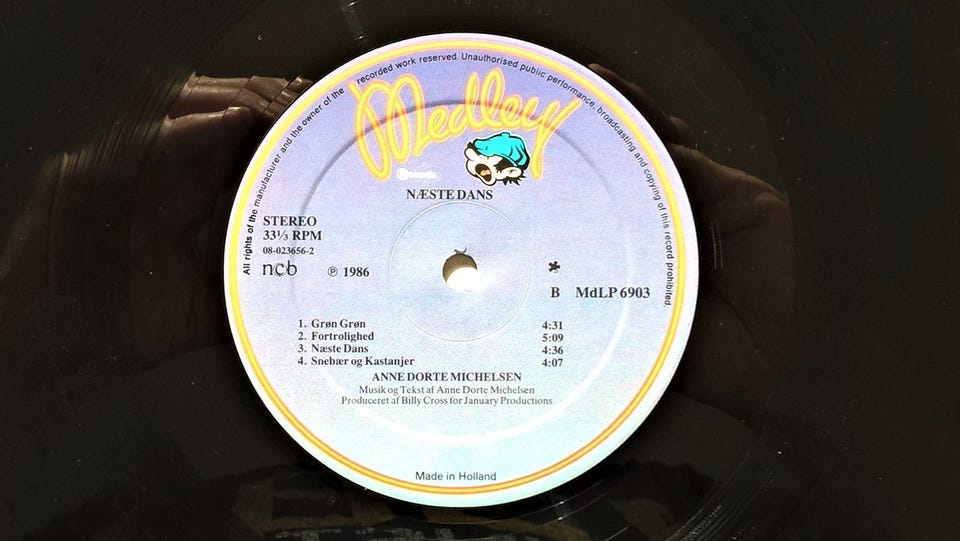 All rights of the manufacturer and the owner of the recorded work reserved. Unauthorised public performance, broadcasting and copying of this record prohibited.
Medley
Records
NÆSTE DANS
STEREO
33⅓ RPM
08-023656-2
ncb ℗ 1986
*
B MdLP 6903
1. Grøn Grøn 4:31
2. Fortrolighed 5:09
3. Næste Dans 4:36
4. Snebær og Kastanjer 4:07
ANNE DORTE MICHELSEN
Musik og Tekst af Anne Dorte Michelsen
Produceret af Billy Cross for January Productions
Made in Holland